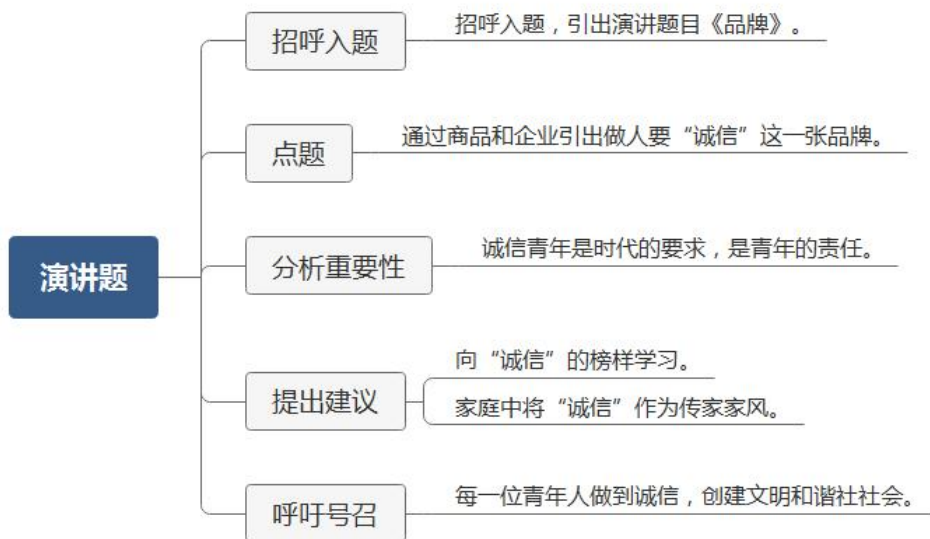 演讲题
招呼入题
招呼入题，引出演讲题目《品牌》。
点题
通过商品和企业引出做人要“诚信”这一张品牌。
分析重要性
诚信青年是时代的要求，是青年的责任。
提出建议
向“诚信”的榜样学习。
家庭中将“诚信”作为传家家风。
呼吁号召
每一位青年人做到诚信，创建文明和谐社社会。